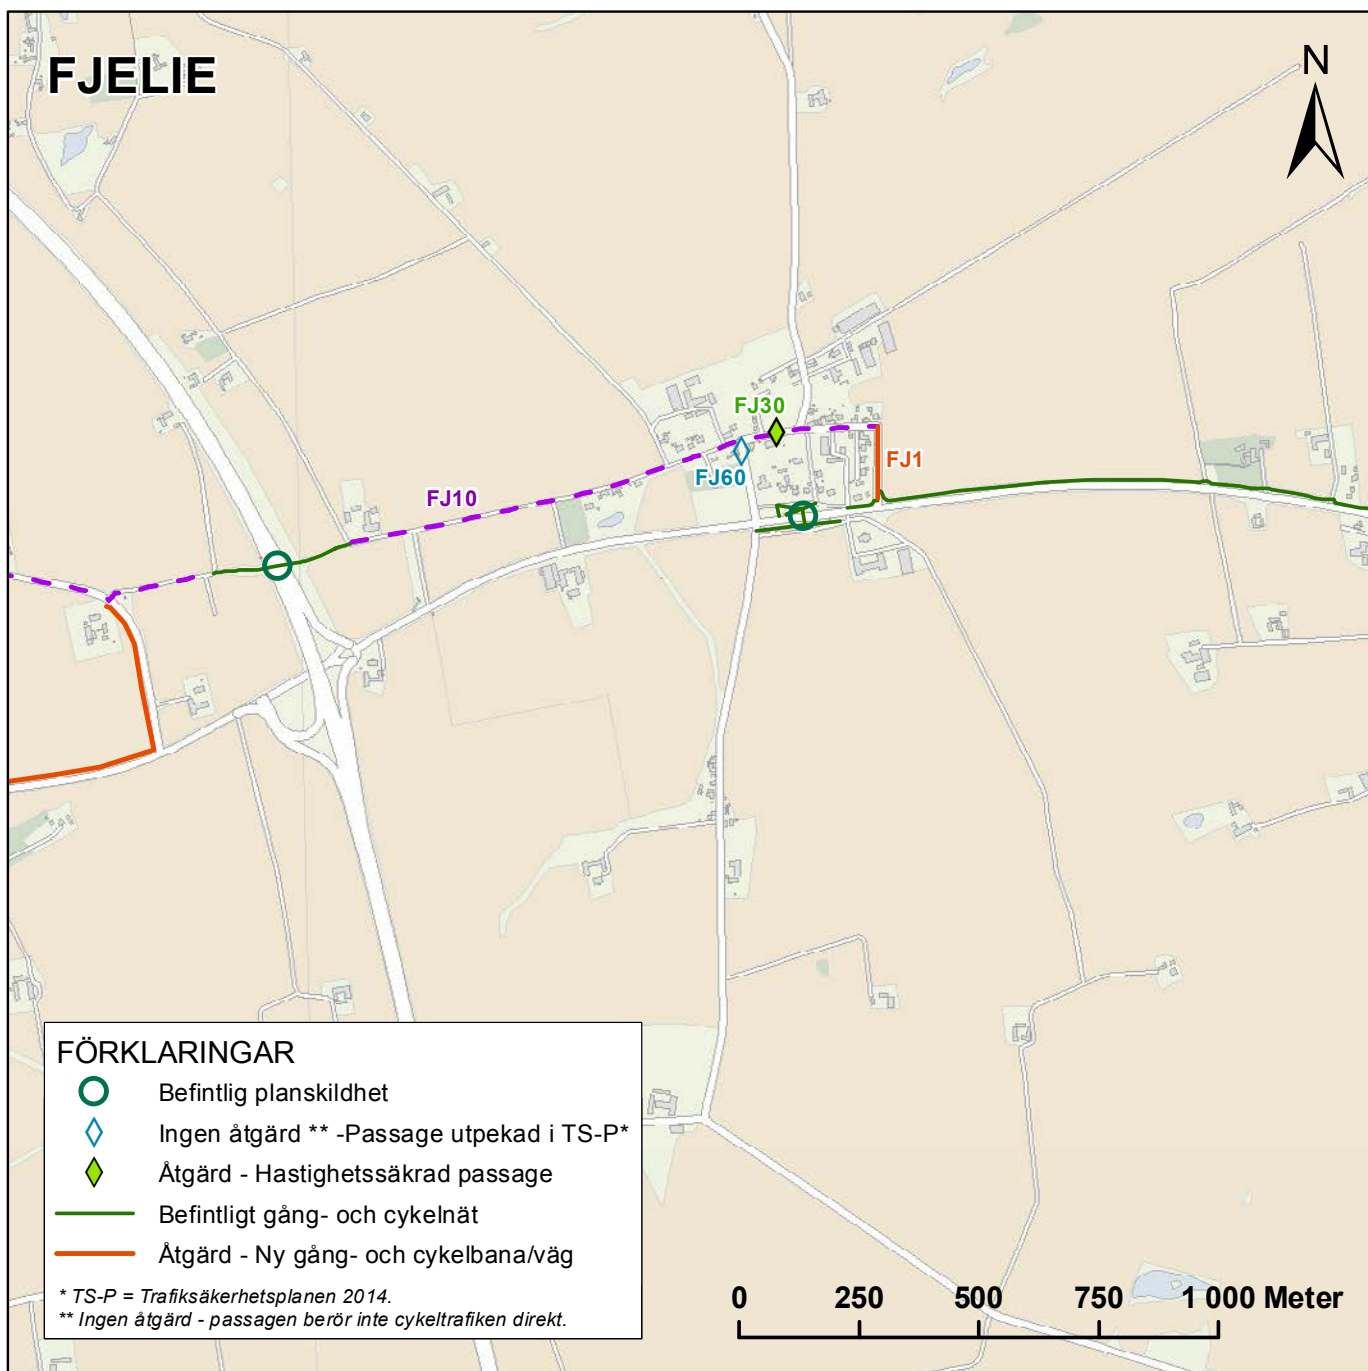 FJELIE
N
FJ30
FJ60
FJ1
FJ10
FÖRKLARINGAR
Befintlig planskildhet
Ingen åtgärd ** -Passage utpekad i TS-P*
Åtgärd - Hastighetssäkrad passage
Befintligt gång- och cykelnät
Åtgärd - Ny gång- och cykelbana/väg
* TS-P = Trafiksäkerhetsplanen 2014.
** Ingen åtgärd - passagen berör inte cykeltrafiken direkt.
0 250 500 750 1 000 Meter